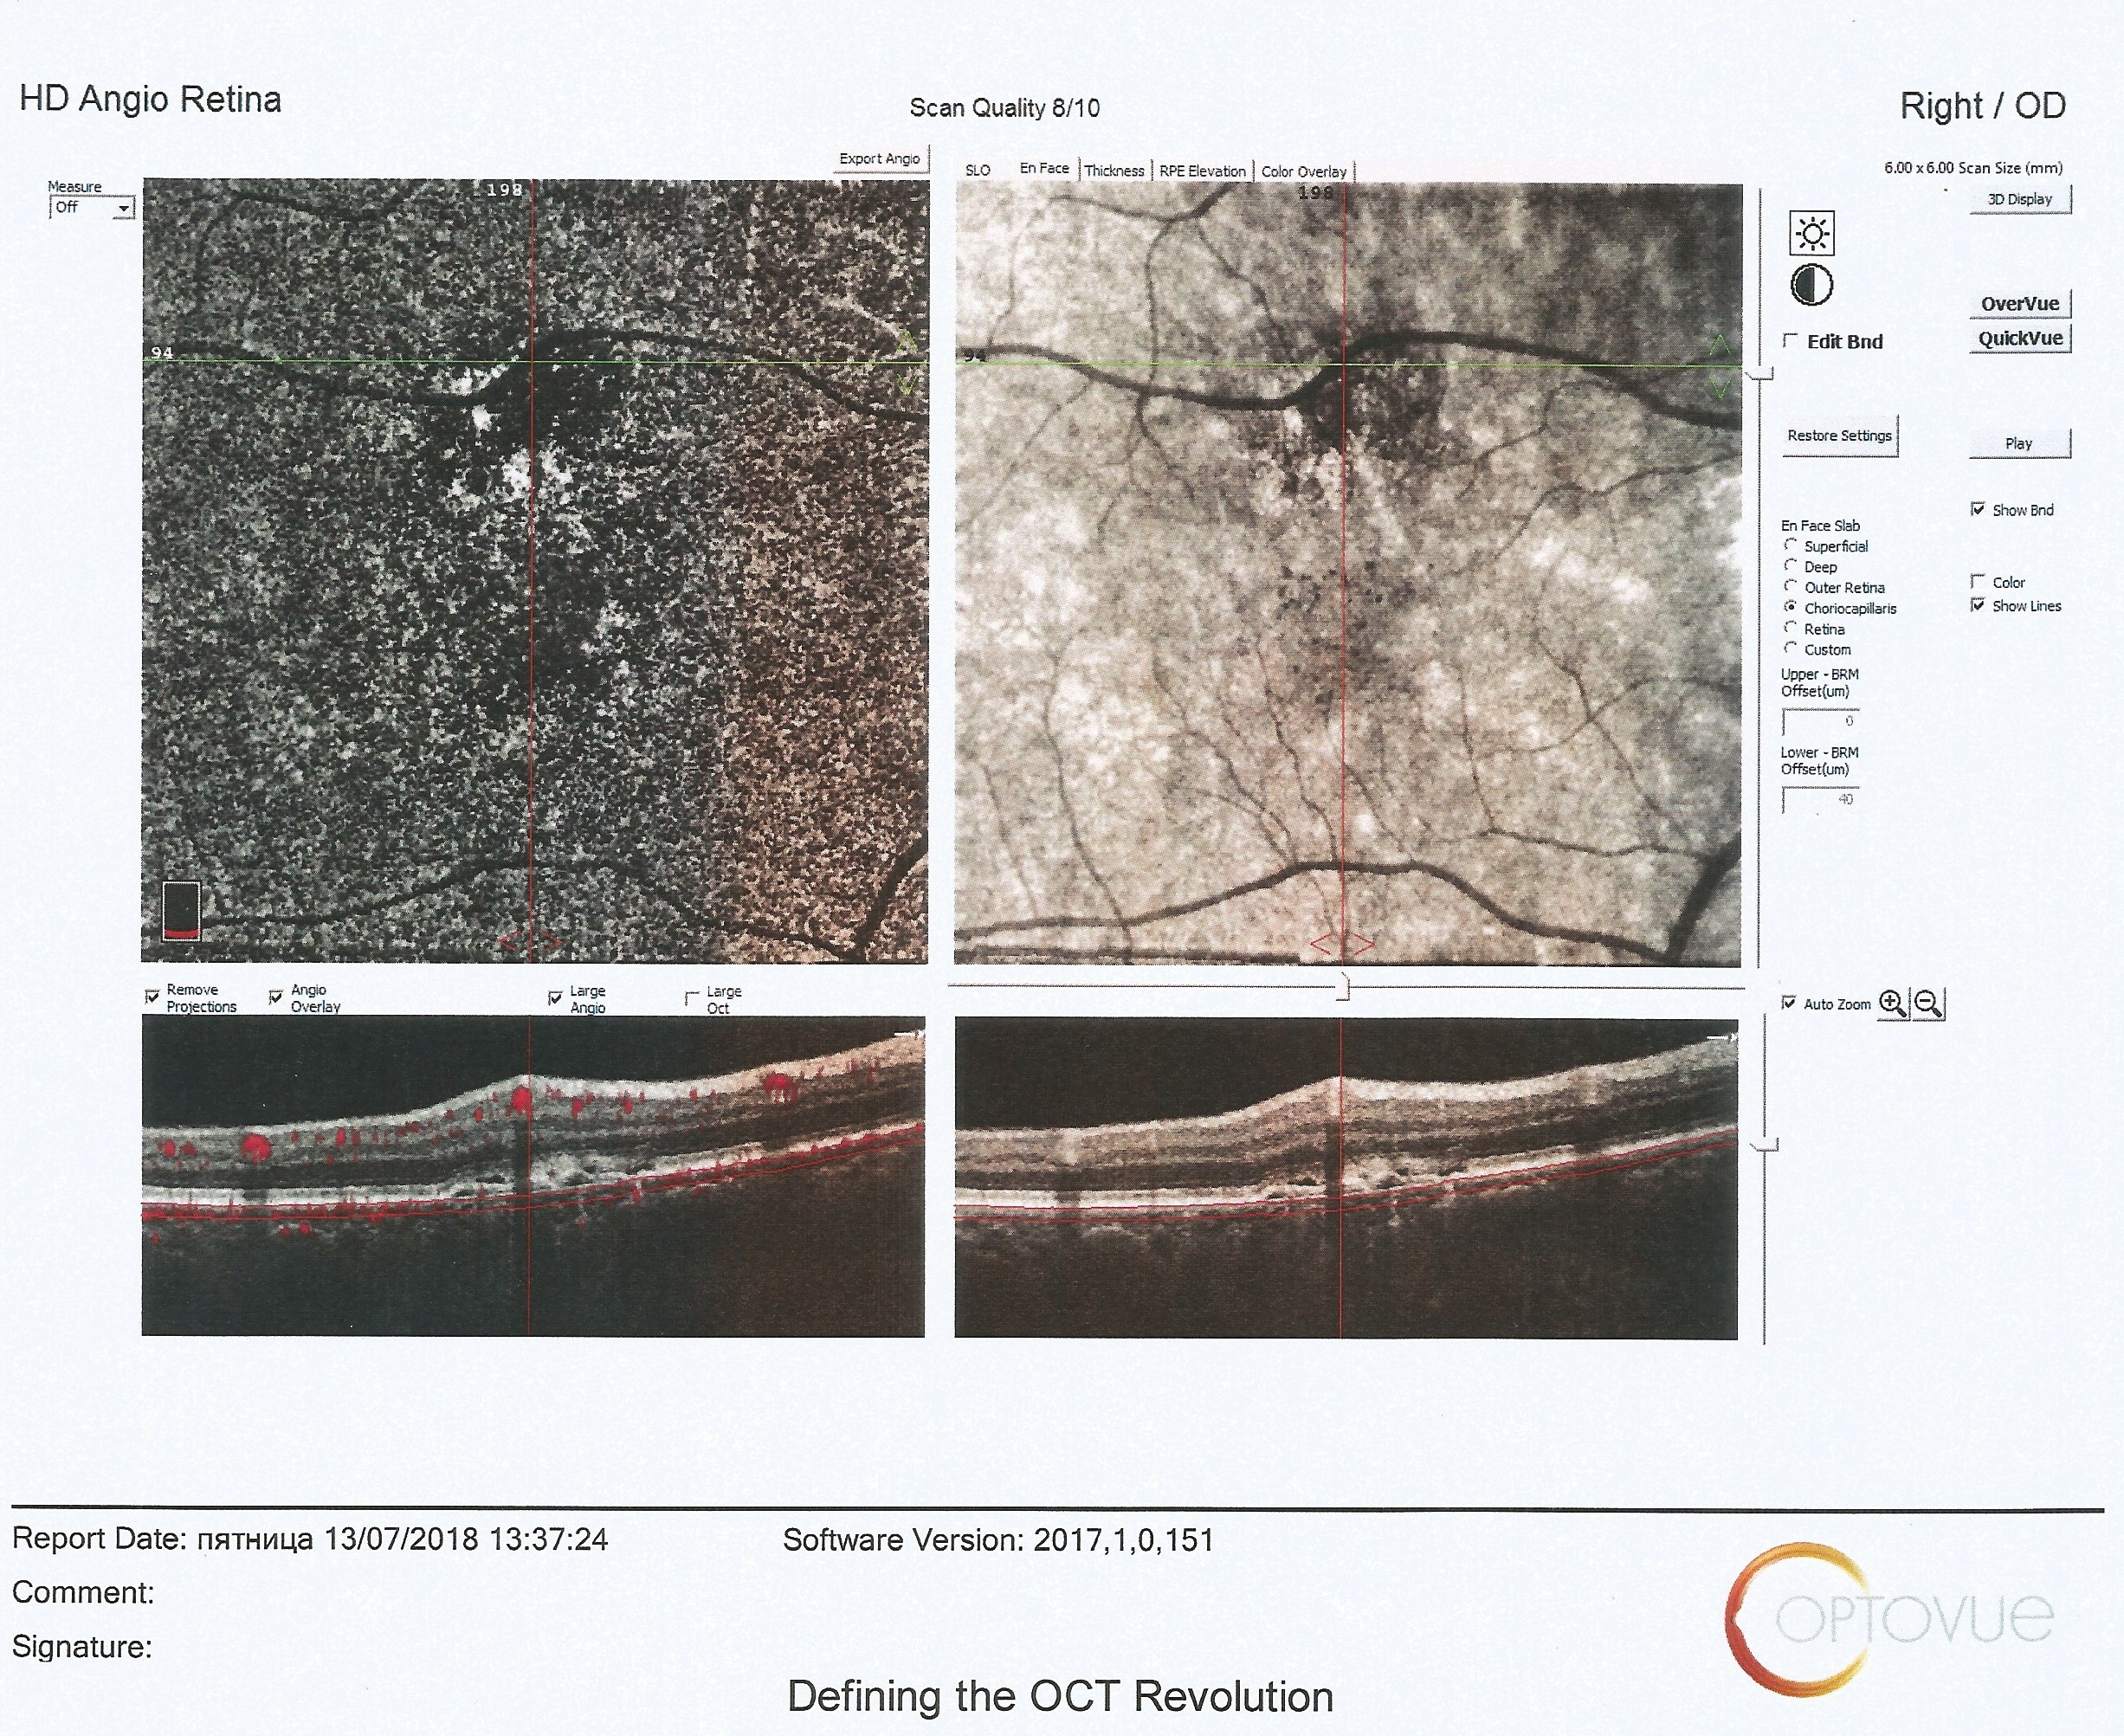 HD Angio Retina
Scan Quality 8/10
Right / OD
Export Angio
6.00 x 6.00 Scan Size (mm)
Measure
Off
SLO
En Face
Thickness
RPE Elevation
Color Overlay
3D Display
198
198
94
94
OverVue
Edit Bnd
QuickVue
Restore Settings
Play
Show Bnd
En Face Slab
Superficial
Deep
Outer Retina
Choriocapillaris
Retina
Custom
Color
Show Lines
Upper - BRM
Offset(um)
0
Lower - BRM
Offset(um)
40
Remove
Projections
Angio
Overlay
Large
Angio
Large
Oct
Auto Zoom
Report Date: пятница 13/07/2018 13:37:24
Software Version: 2017,1,0,151
Comment:
Signature:
OPTOVUE
Defining the OCT Revolution